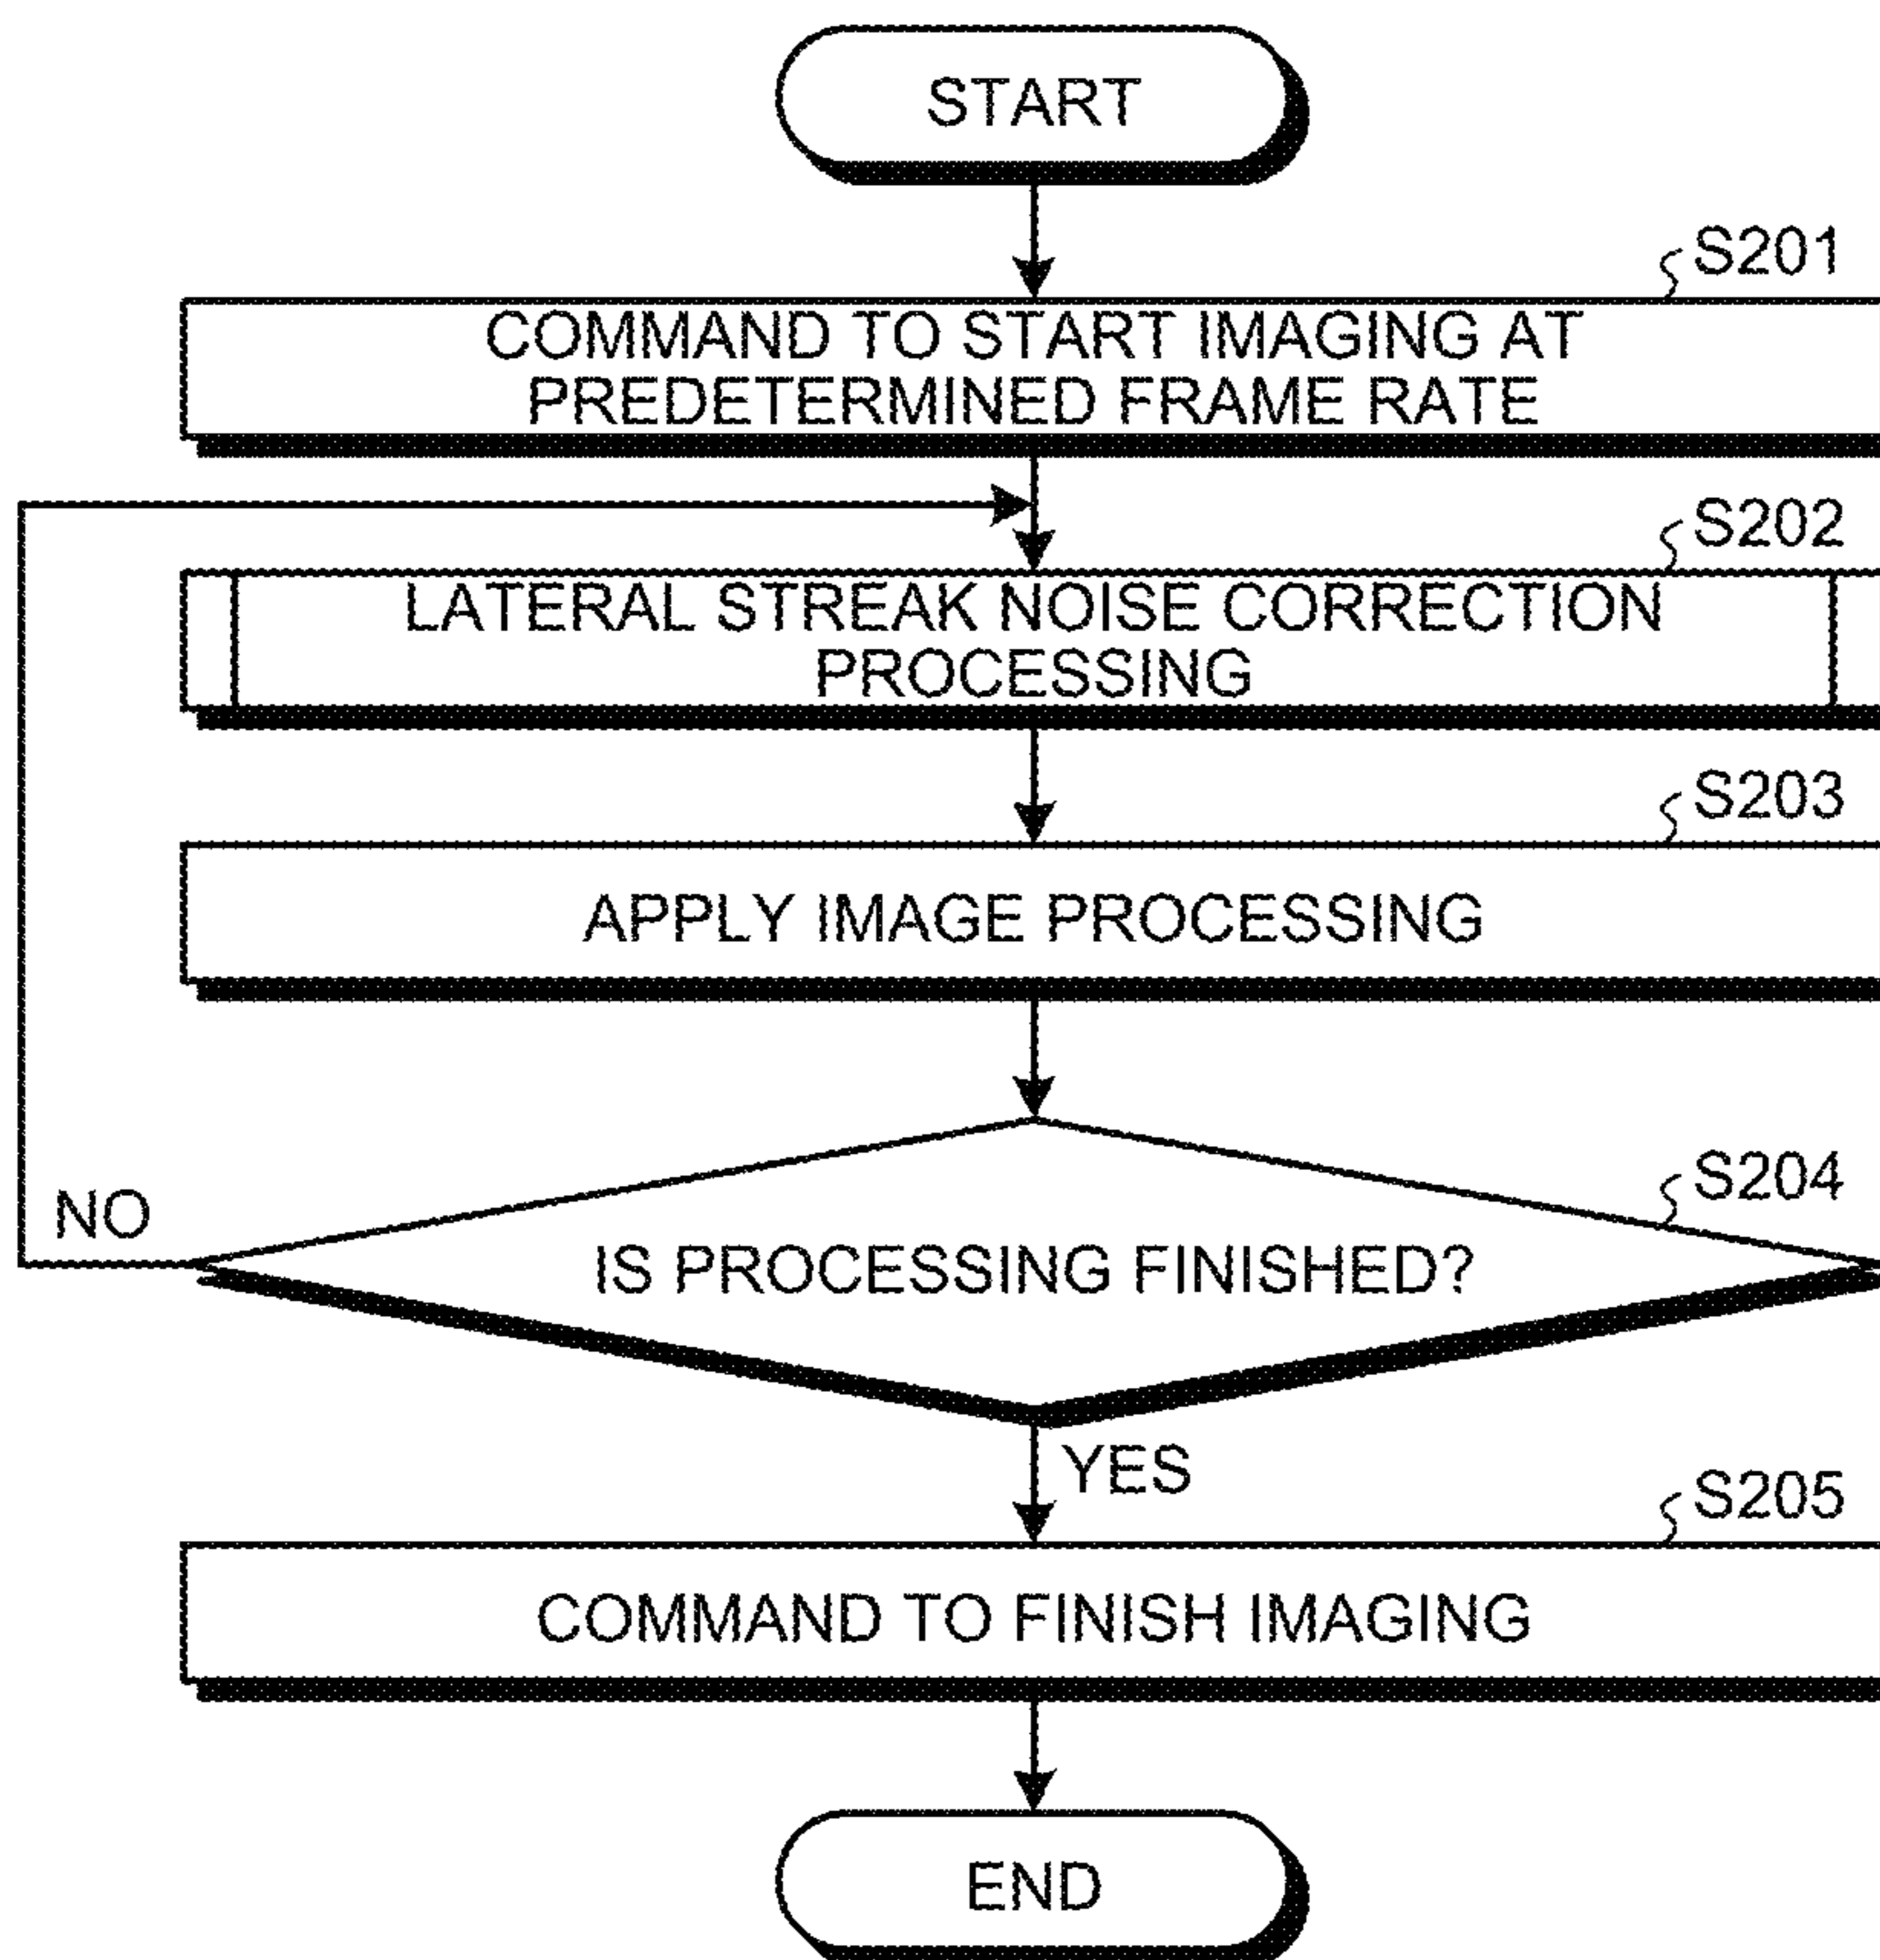 START
S201
COMMAND TO START IMAGING AT
PREDETERMINED FRAME RATE
S202
LATERAL STREAK NOISE CORRECTION
PROCESSING
S203
APPLY IMAGE PROCESSING
S204
NO
IS PROCESSING FINISHED?
YES
S205
COMMAND TO FINISH IMAGING
END